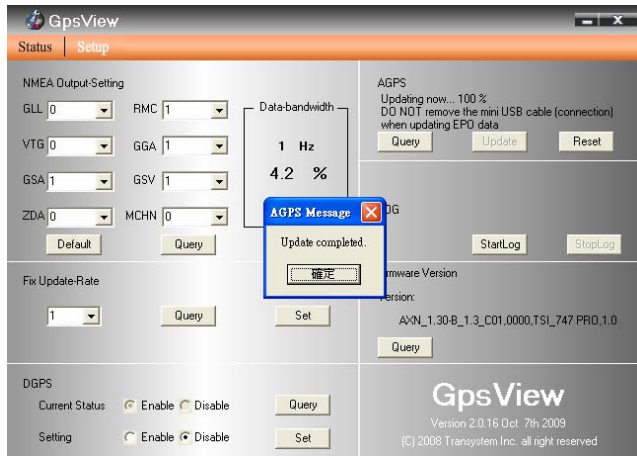 GpsView
Status | Setup
NMEA Output-Setting
GLL 0 RMC 1
VTG 0 GGA 1
GSA 1 GSV 1
ZDA 0 MCHN 0
Default Query
Data-bandwidth
1 Hz
4.2 %
AGPS
Updating now... 100 %
DO NOT remove the mini USB cable (connection)
when updating EPO data
Query Update Reset
AGPS Message
Update completed.
確定
OG
StartLog StopLog
Fix Update-Rate
1 Query Set
rmware Version
ersion:
AXN_1.30-B_1.3_C01,0000,TSI_747 PRO,1.0
Query
DGPS
Current Status Enable Disable Query
Setting Enable Disable Set
GpsView
Version 2.0.16 Oct 7th 2009
(C) 2008 Transystem Inc. all right reserved